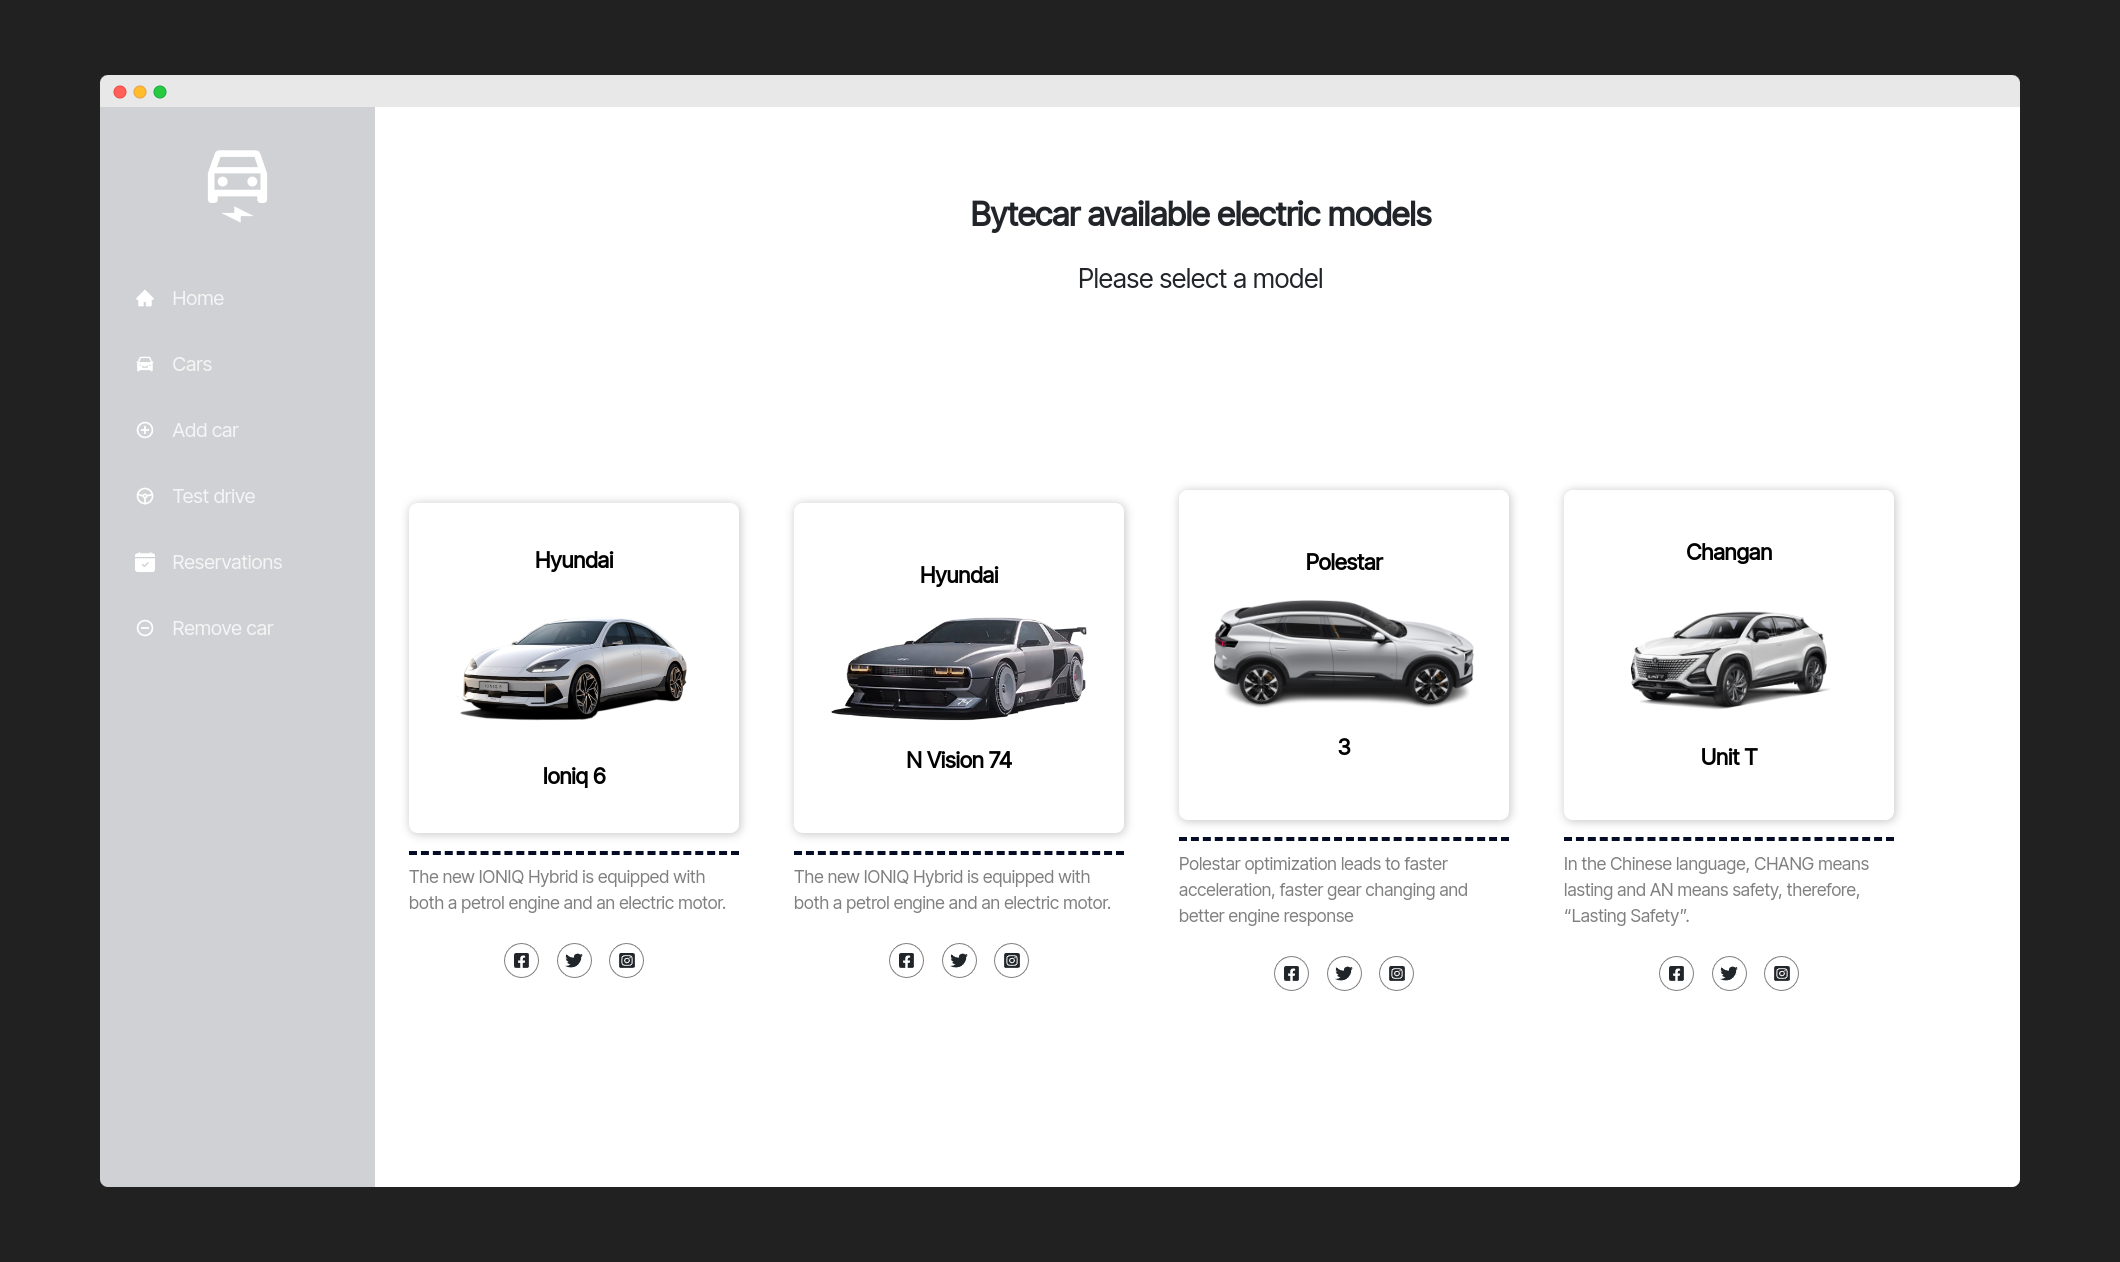 Home
Cars
Add car
Test drive
Reservations
Remove car
Bytecar available electric models
Please select a model
Hyundai
Ioniq 6
The new IONIQ Hybrid is equipped with
both a petrol engine and an electric motor.
Hyundai
N Vision 74
The new IONIQ Hybrid is equipped with
both a petrol engine and an electric motor.
Polestar
3
Polestar optimization leads to faster
acceleration, faster gear changing and
better engine response
Changan
Unit T
In the Chinese language, CHANG means
lasting and AN means safety, therefore,
“Lasting Safety”.